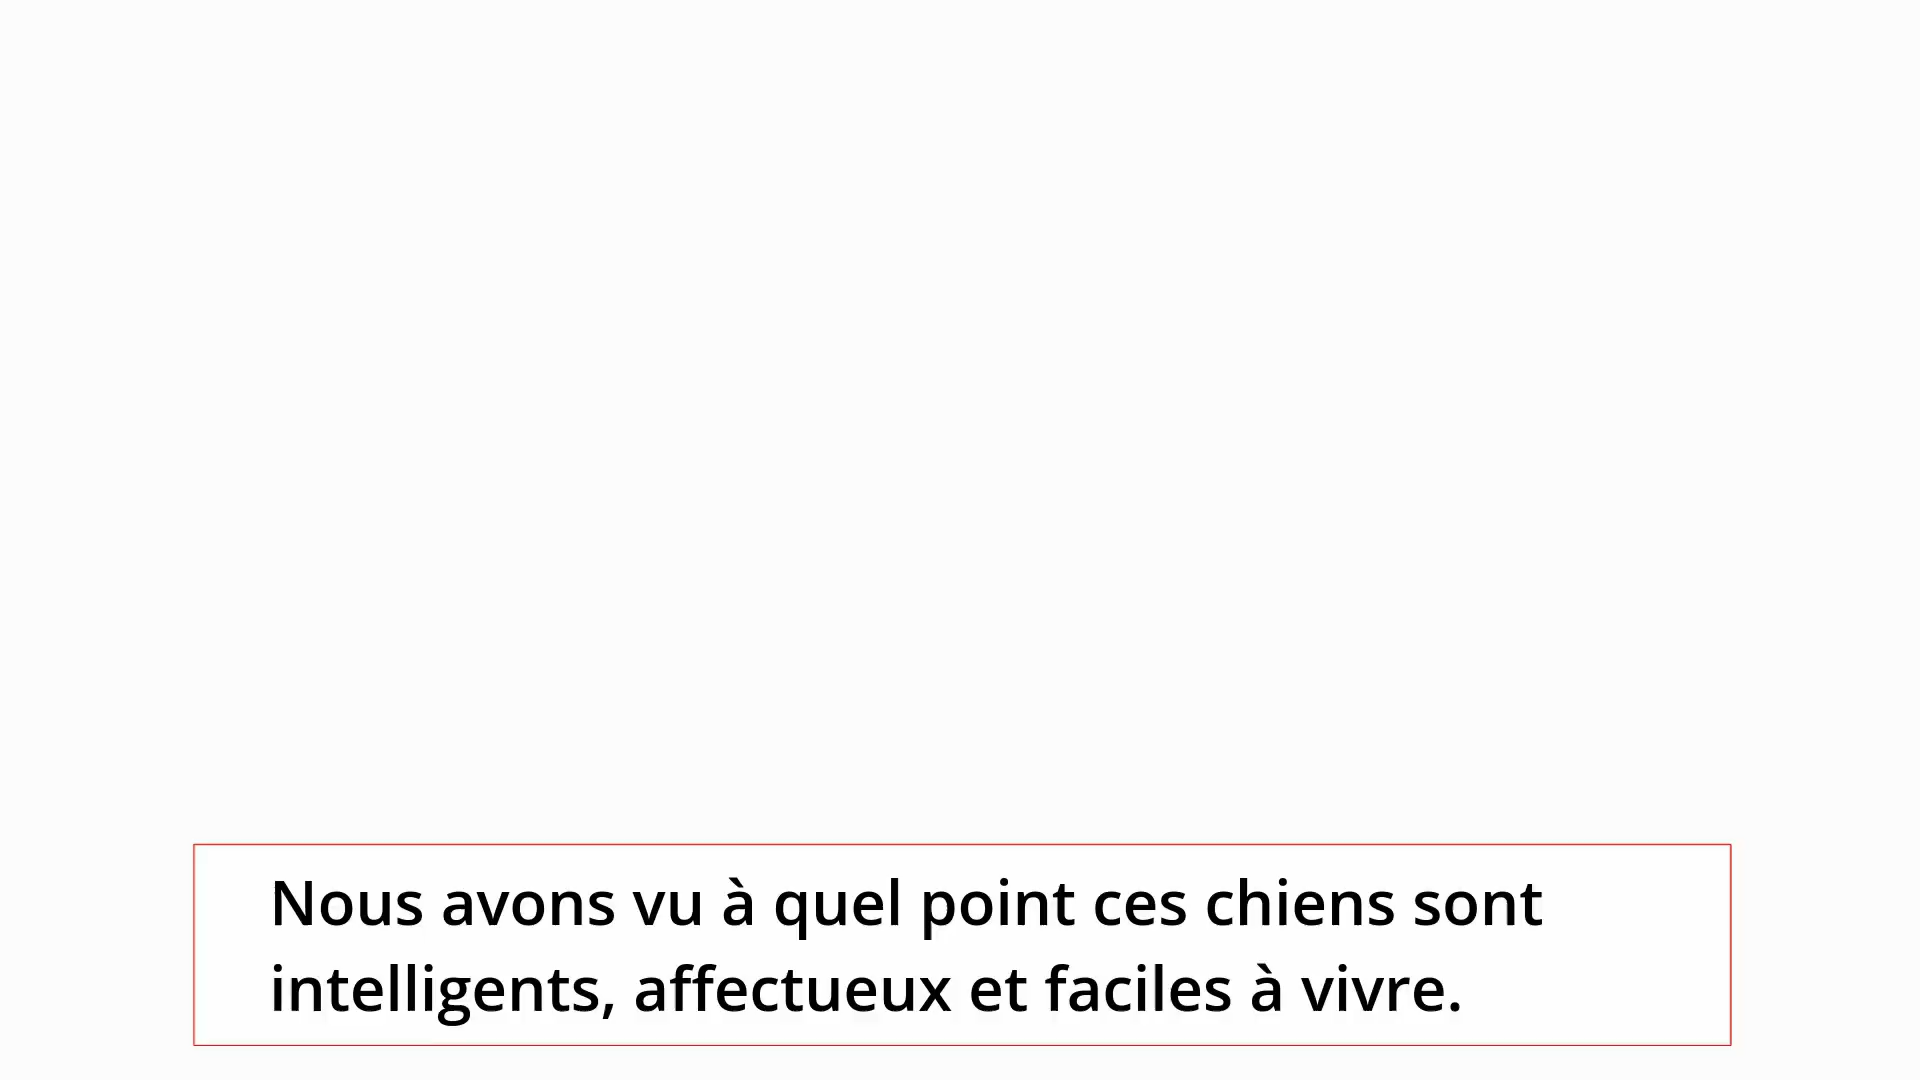 Nous avons vu à quel point ces chiens sont
intelligents, affectueux et faciles à vivre.